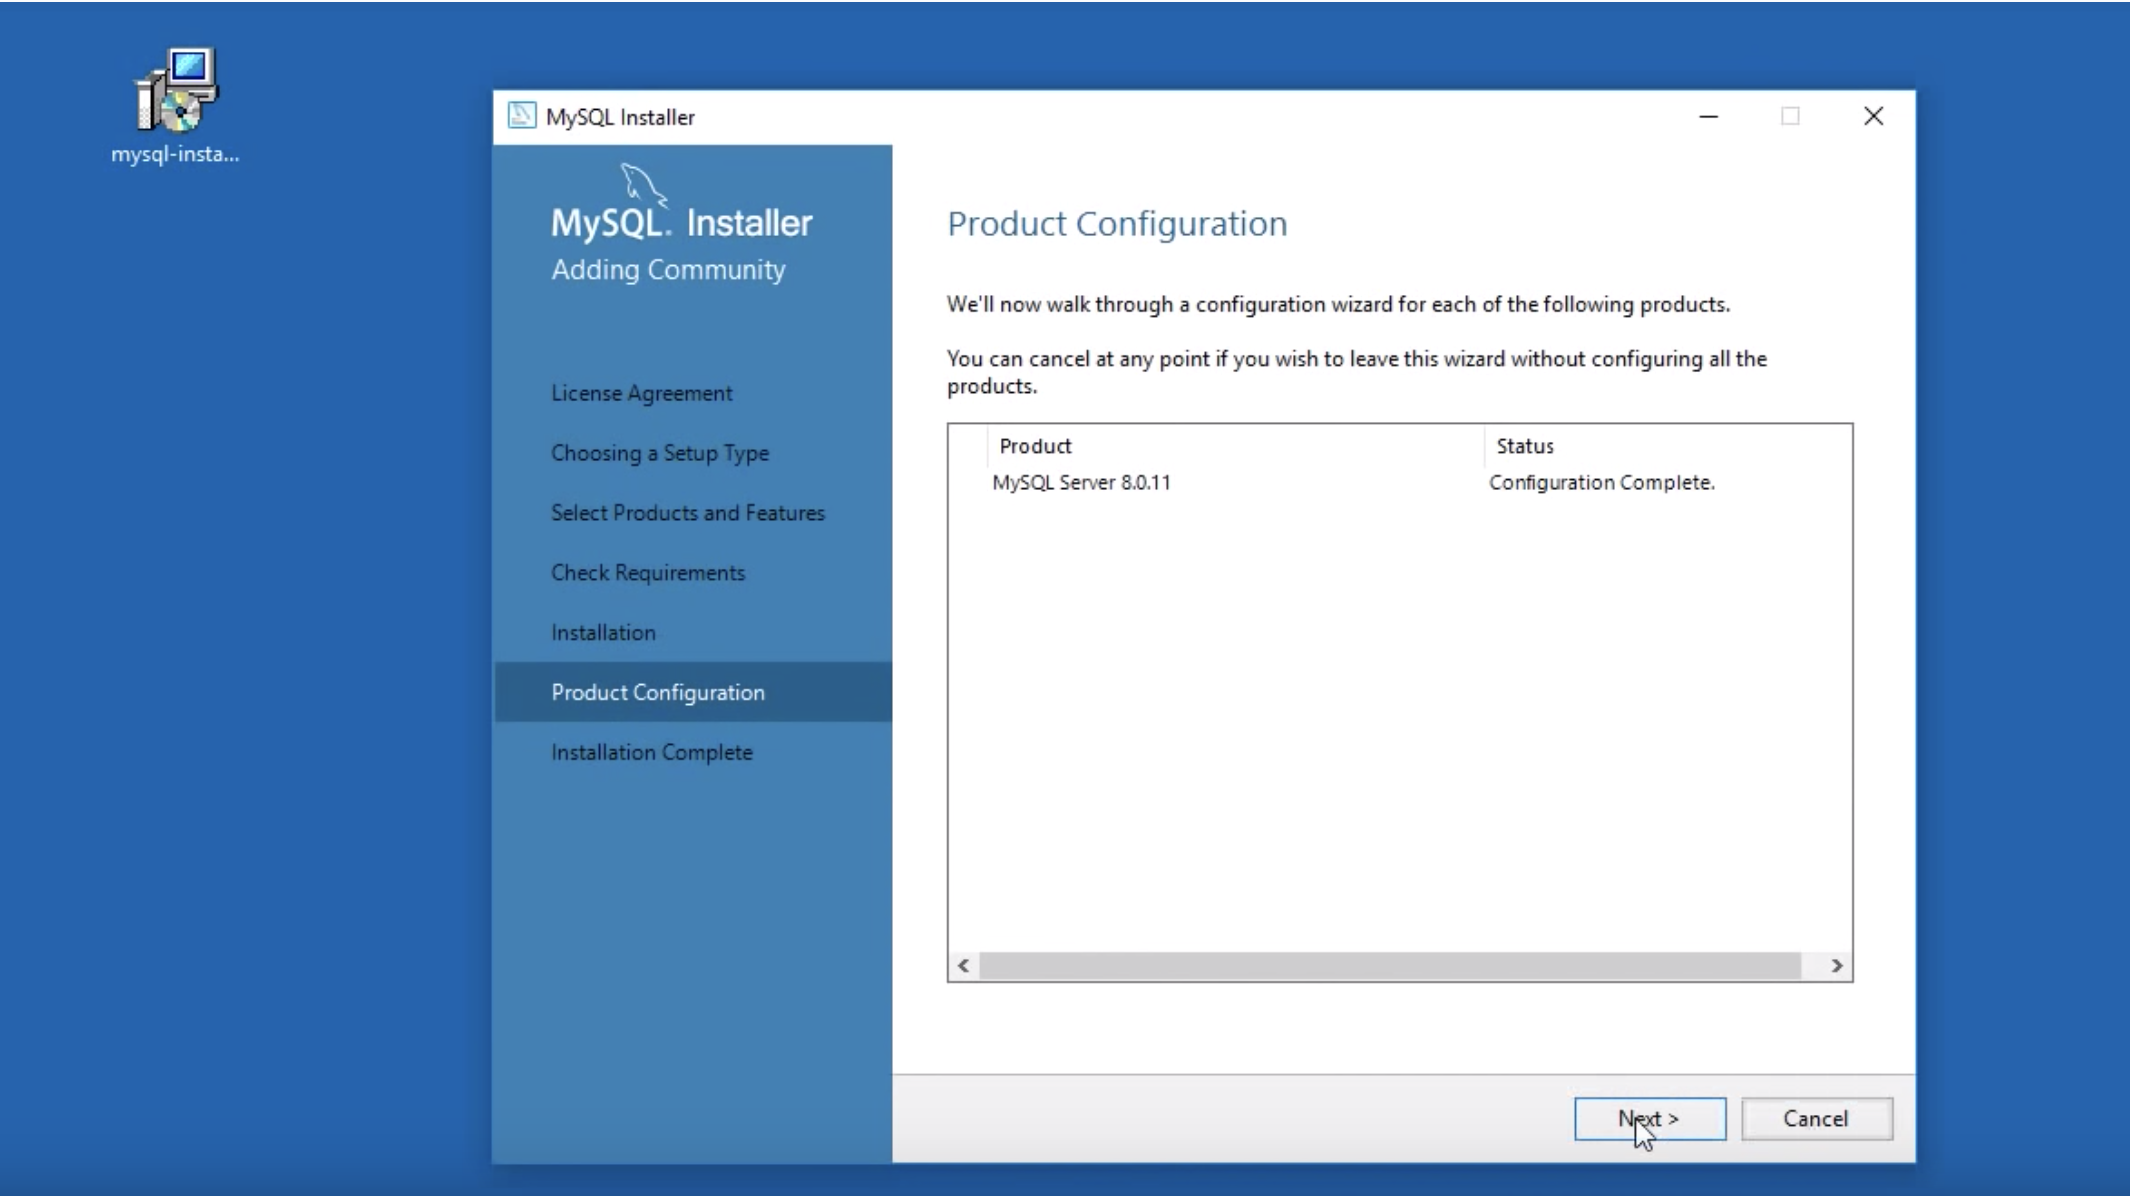 mysql-insta...
MySQL Installer
MySQL. Installer
Adding Community
License Agreement
Choosing a Setup Type
Select Products and Features
Check Requirements
Installation
Product Configuration
Installation Complete
Product Configuration
We'll now walk through a configuration wizard for each of the following products.
You can cancel at any point if you wish to leave this wizard without configuring all the
products.
Product Status
MySQL Server 8.0.11 Configuration Complete.
Next > Cancel